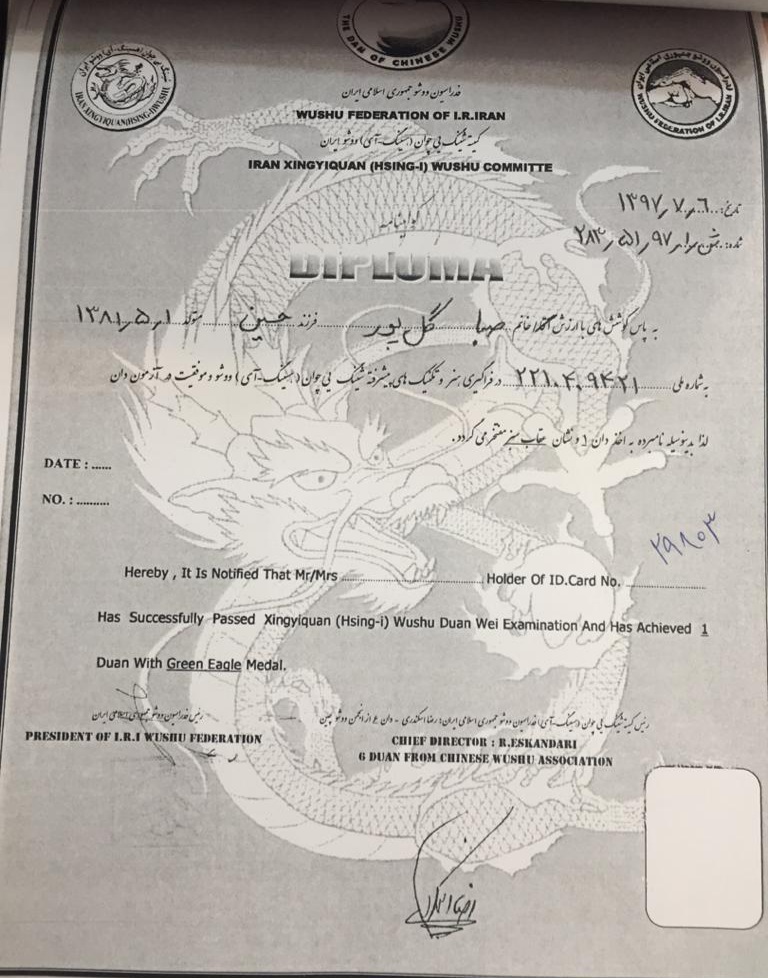 THE DAN OF CHINESE WUSHU
IRAN XINGYIQUAN(HSING-I)WUSHU
فدراسیون ووشو جمهوری اسلامی ایران
WUSHU FEDERATION OF I.R.IRAN
فدراسیون ووشو جمهوری اسلامی ایران
WUSHU FEDERATION OF I.R.IRAN
کمیته شینگ یی چوان (هسینگ-آی) ووشو ایران
IRAN XINGYIQUAN (HSING-I) WUSHU COMMITTE
تاریخ: ۱۳۹۷٫۷٫۶
گواهینامه
DIPLOMA
به پاس کوشش های با ارزش خانم صبا گل پور فرزند حسین متولد ۱۳۸۱٫۵٫۱
به شماره ملی ۲۲۱۰۴۰۹۴۲۱ در فراگیری هنر و تکنیک های پیشرفته شینگ یی چوان (هسینگ-آی) ووشو و موفقیت در آزمون دان
لذا بدینوسیله نامبرده به اخذ دان ۱ و نشان عقاب سبز مفتخر می گردد.
DATE : ......
NO. : ..........
۲۹۸۰۳
Hereby , It Is Notified That Mr/Mrs ........................................ Holder Of ID.Card No. ......................
Has Successfully Passed Xingyiquan (Hsing-i) Wushu Duan Wei Examination And Has Achieved 1
Duan With Green Eagle Medal.
رئیس فدراسیون ووشو جمهوری اسلامی ایران
PRESIDENT OF I.R.I WUSHU FEDERATION
رئیس کمیته شینگ یی چوان (هسینگ-آی) فدراسیون ووشو جمهوری اسلامی ایران: رضا اسکندری - دان ۶ از انجمن ووشو چین
CHIEF DIRECTOR : R.ESKANDARI
6 DUAN FROM CHINESE WUSHU ASSOCIATION